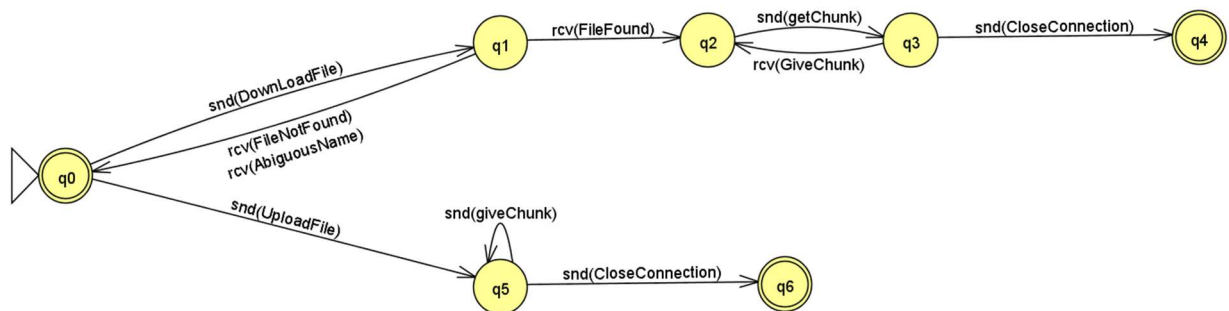 snd(getChunk)
q1
rcv(FileFound)
q2
q3
snd(CloseConnection)
q4
rcv(GiveChunk)
snd(DownLoadFile)
rcv(FileNotFound)
rcv(AbiguousName)
q0
snd(UploadFile)
snd(giveChunk)
q5
snd(CloseConnection)
q6